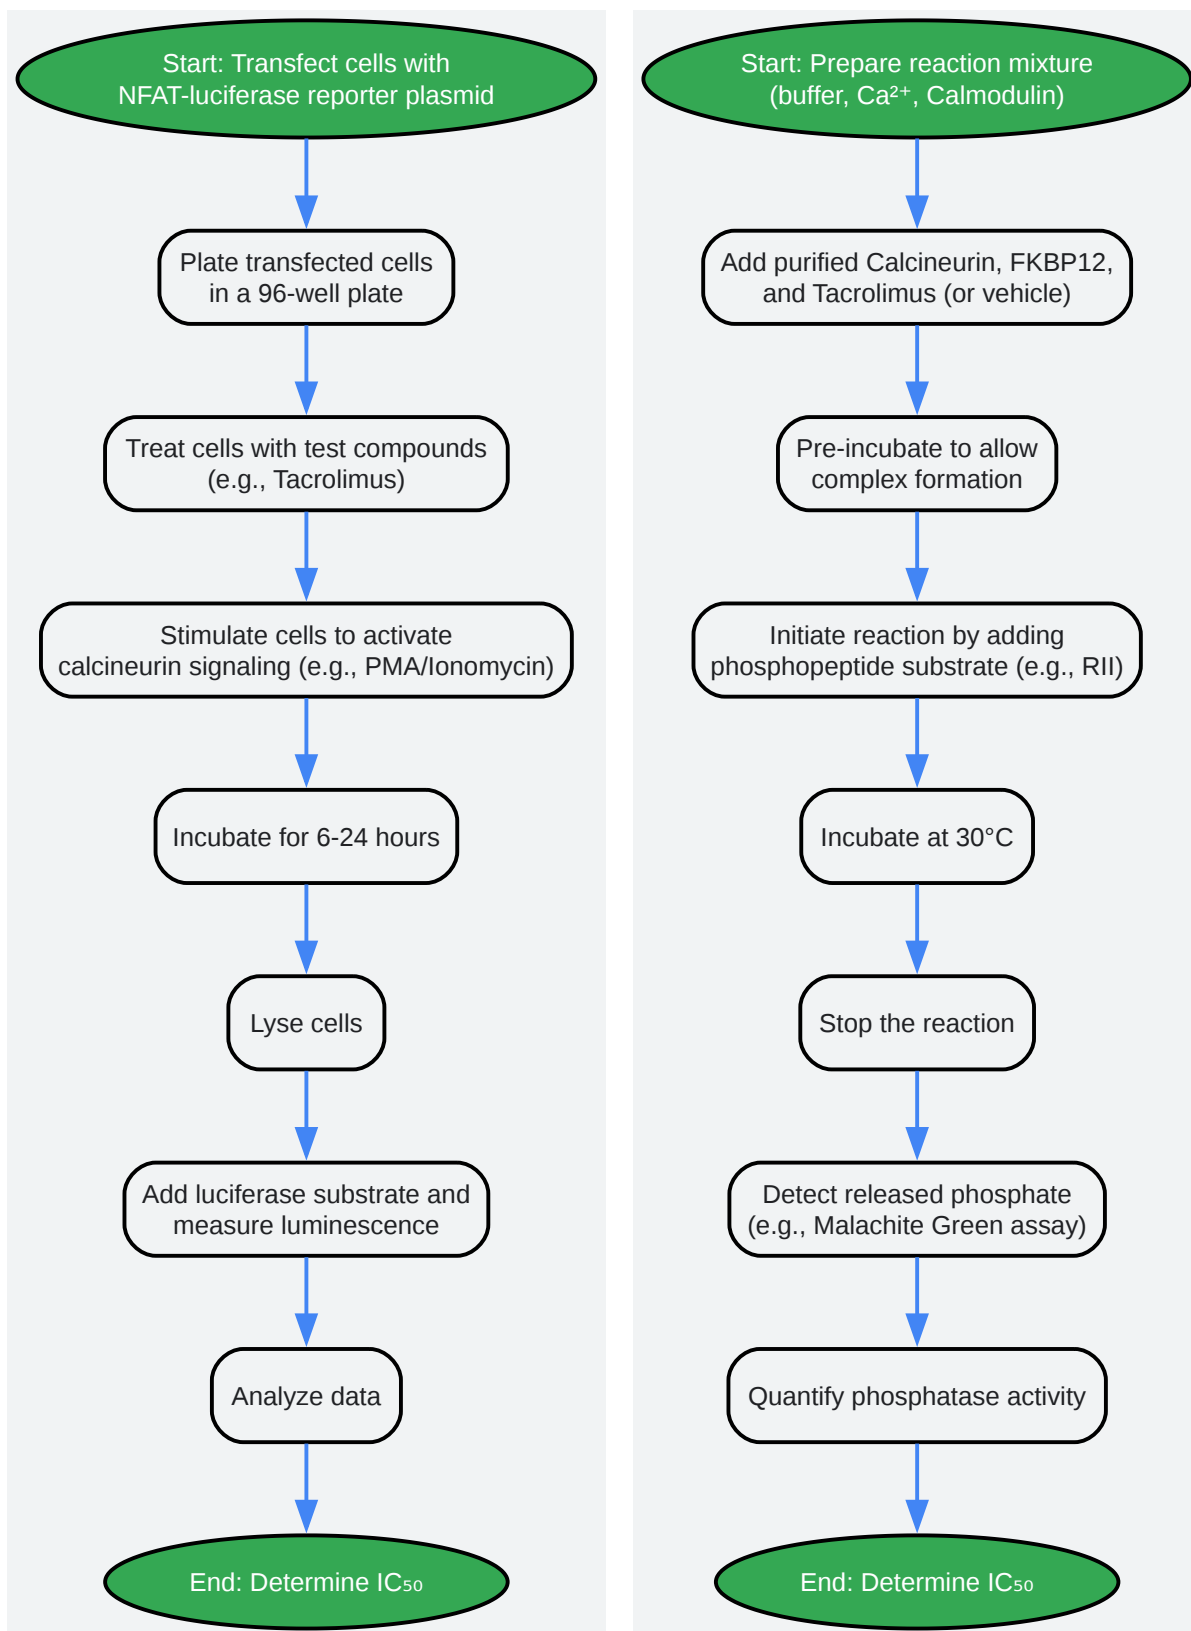 Start: Transfect cells with
NFAT-luciferase reporter plasmid
Plate transfected cells
in a 96-well plate
Treat cells with test compounds
(e.g., Tacrolimus)
Stimulate cells to activate
calcineurin signaling (e.g., PMA/Ionomycin)
Incubate for 6-24 hours
Lyse cells
Add luciferase substrate and
measure luminescence
Analyze data
End: Determine IC₅₀
Start: Prepare reaction mixture
(buffer, Ca²⁺, Calmodulin)
Add purified Calcineurin, FKBP12,
and Tacrolimus (or vehicle)
Pre-incubate to allow
complex formation
Initiate reaction by adding
phosphopeptide substrate (e.g., RII)
Incubate at 30°C
Stop the reaction
Detect released phosphate
(e.g., Malachite Green assay)
Quantify phosphatase activity
End: Determine IC₅₀